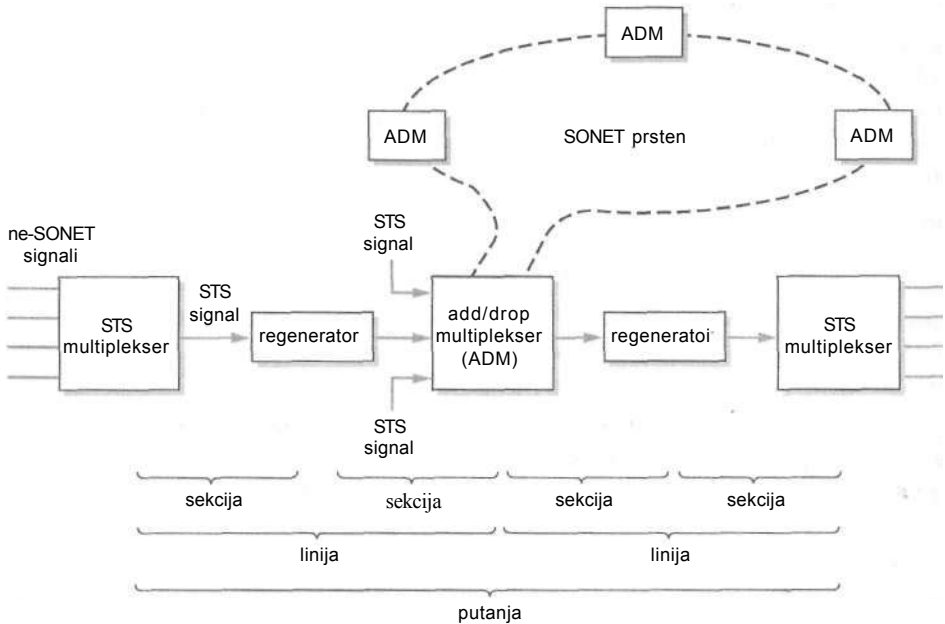 ADM
ADM
SONET prsten
ADM
ne-SONET
signali
STS
signal
STS
multiplekser
STS
signal
regenerator
add/drop
multiplekser
(ADM)
regeneratoi
STS
multiplekser
STS
signal
sekcija
sekcija
sekcija
sekcija
linija
linija
putanja